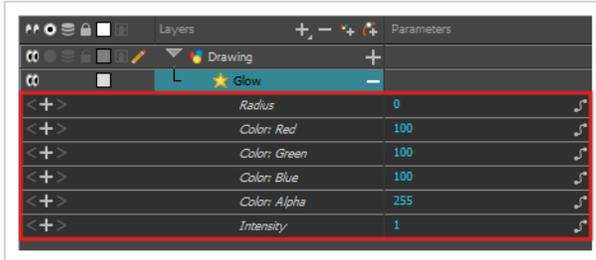 Layers Parameters
Drawing
Glow
Radius 0
Color: Red 100
Color: Green 100
Color: Blue 100
Color: Alpha 255
Intensity 1